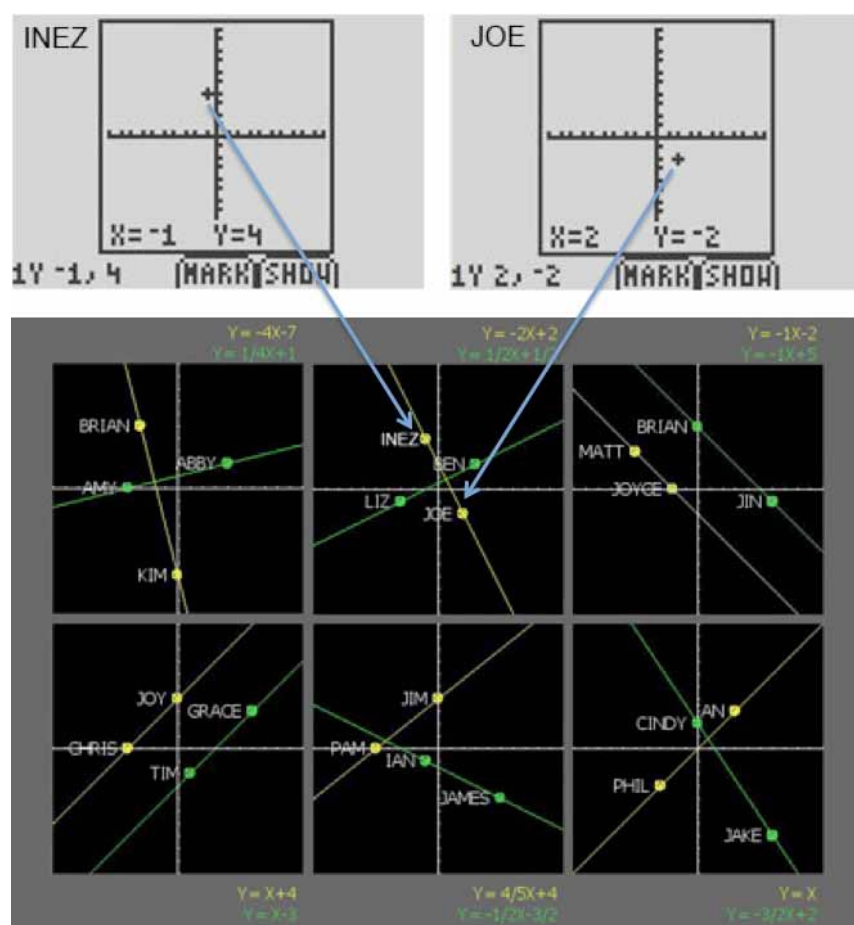 INEZ
X=-1 Y=4
1Y -1, 4 MARK SHOW
JOE
X=2 Y=-2
1Y 2, -2 MARK SHOW
Y= -4X-7
Y= 1/4X+1
BRIAN
ABBY
AMY
KIM
Y= -2X+2
Y= 1/2X+1/2
INEZ
BEN
LIZ
JOE
Y= -1X-2
Y= -1X+5
BRIAN
MATT
JOYCE
JIN
JOY
GRACE
CHRIS
TIM
Y= X+4
Y= X-3
JIM
PAM
IAN
JAMES
Y= 4/5X+4
Y= -1/2X-3/2
CINDY
AN
PHIL
JAKE
Y= X
Y= -3/2X+2